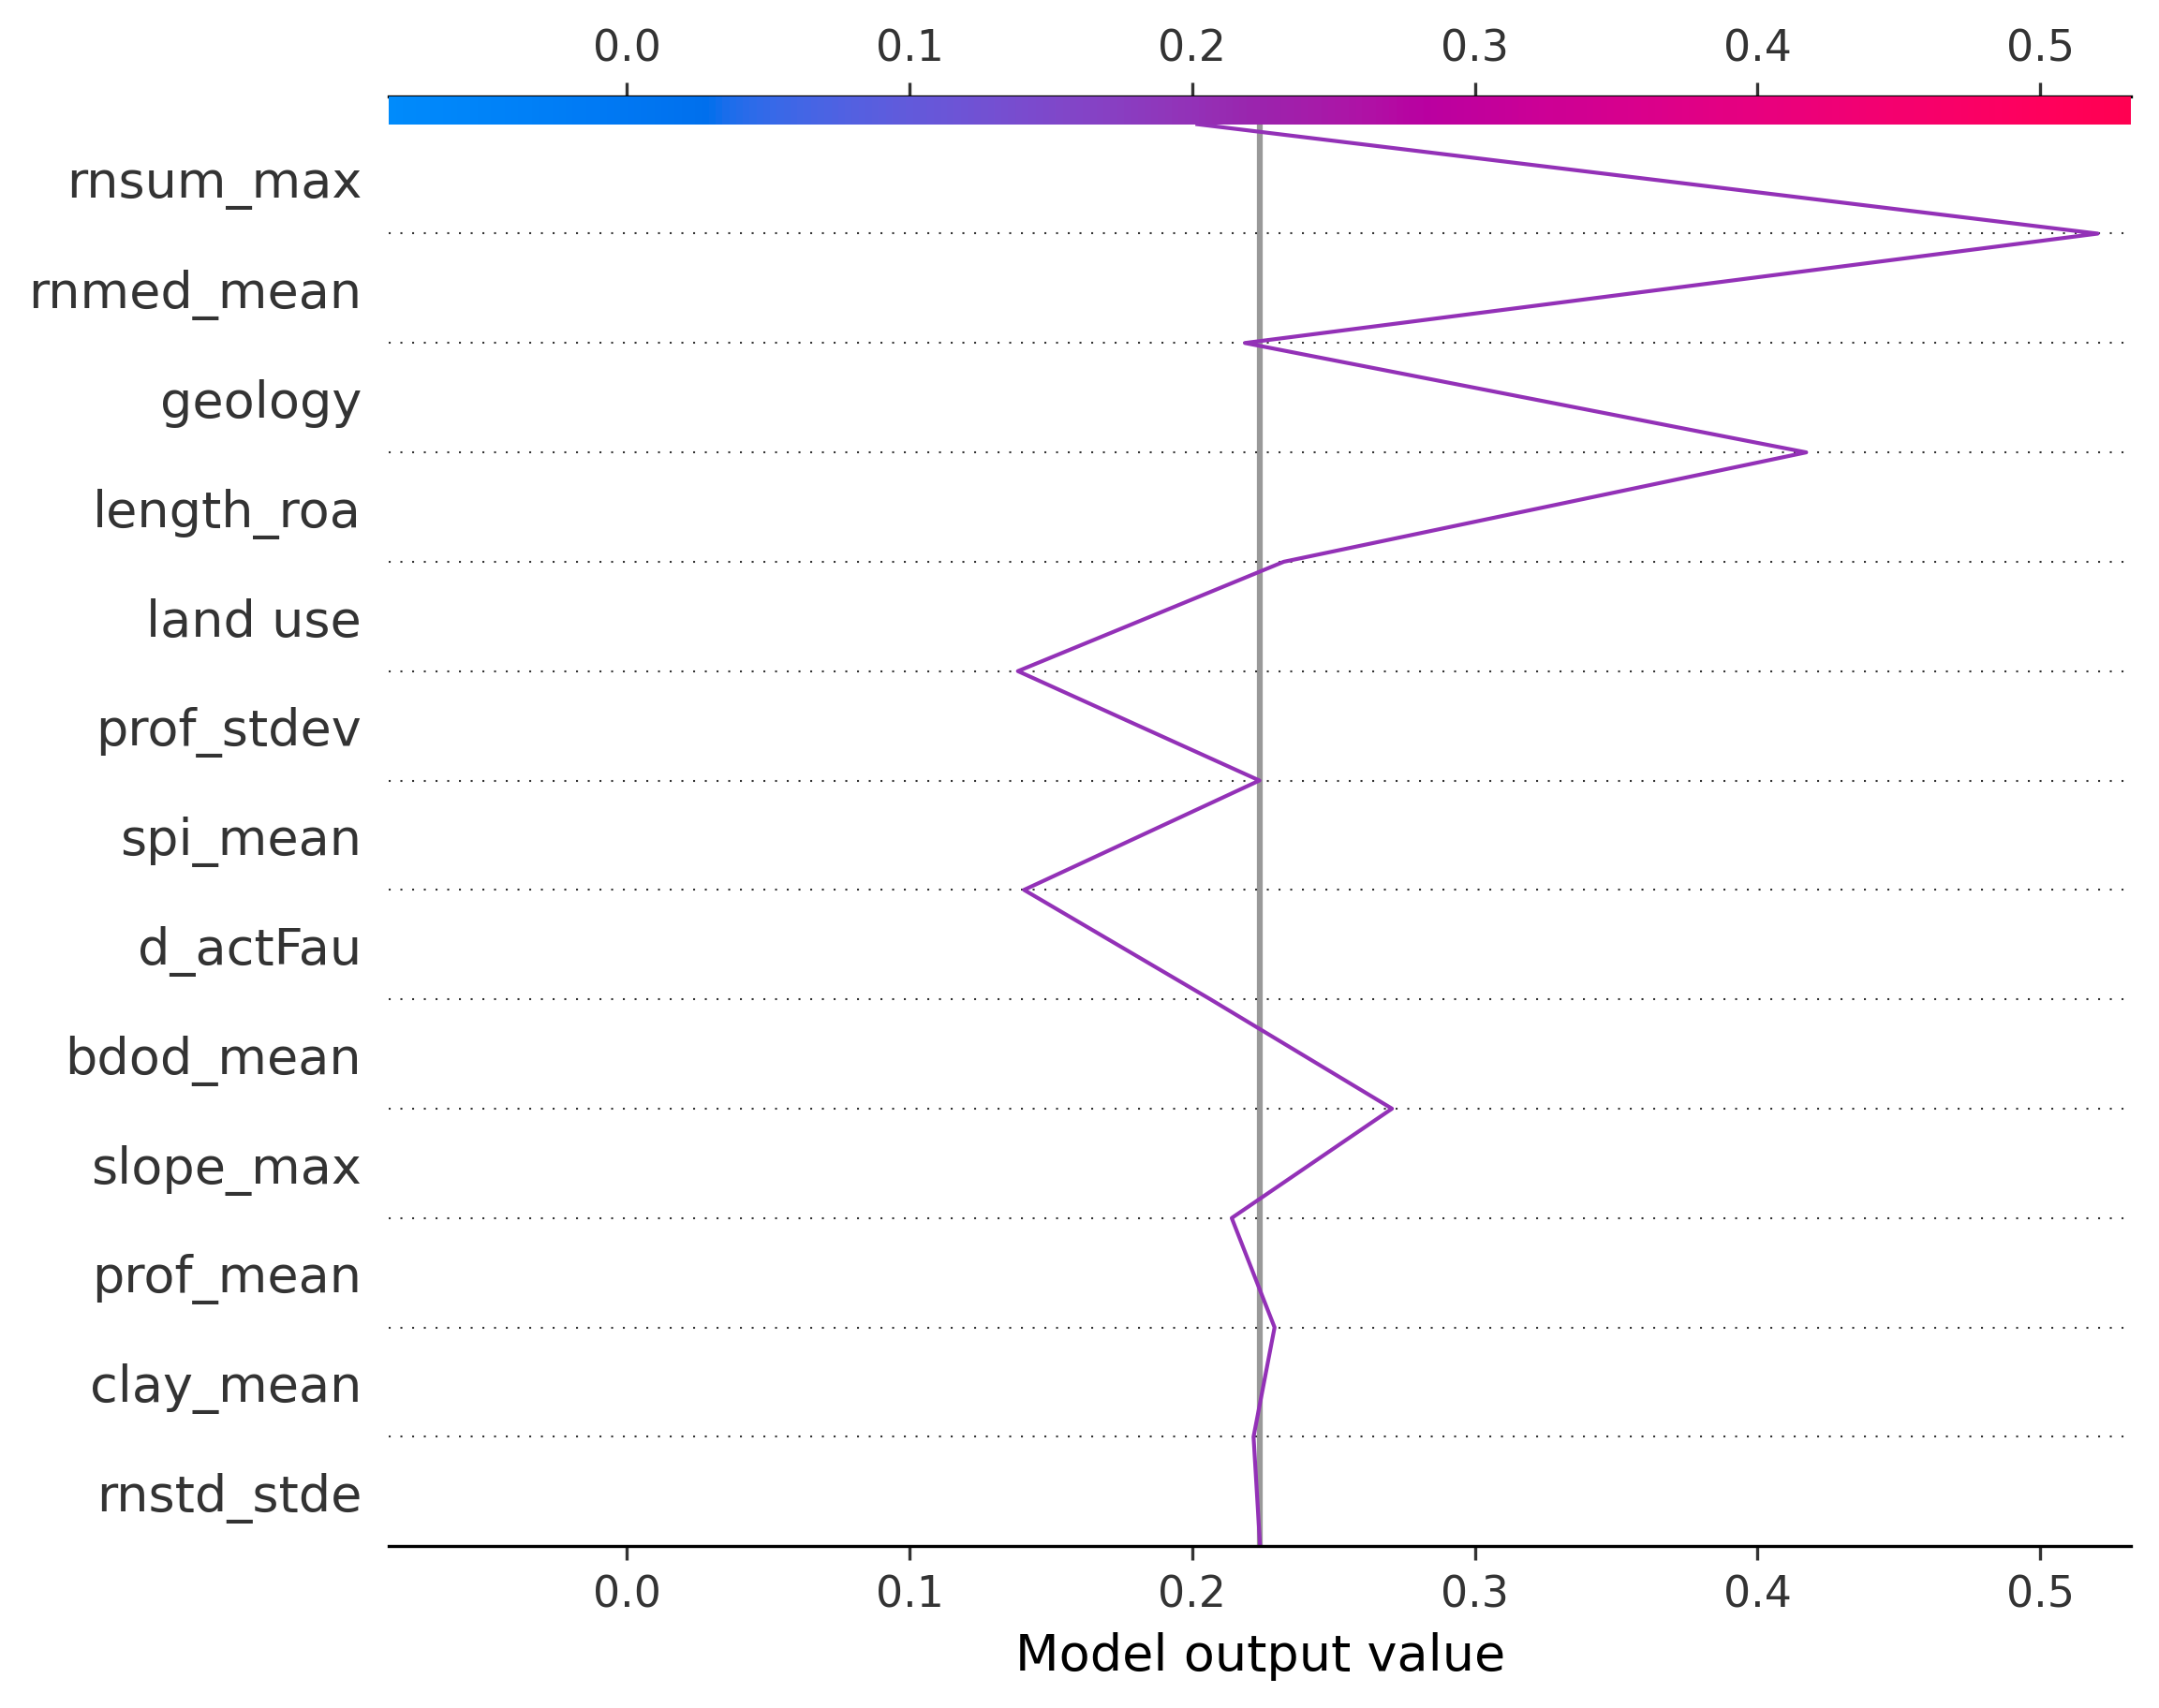 0.0 0.1 0.2 0.3 0.4 0.5
rnsum_max
rnmed_mean
geology
length_roa
land use
prof_stdev
spi_mean
d_actFau
bdod_mean
slope_max
prof_mean
clay_mean
rnstd_stde
0.0 0.1 0.2 0.3 0.4 0.5
Model output value